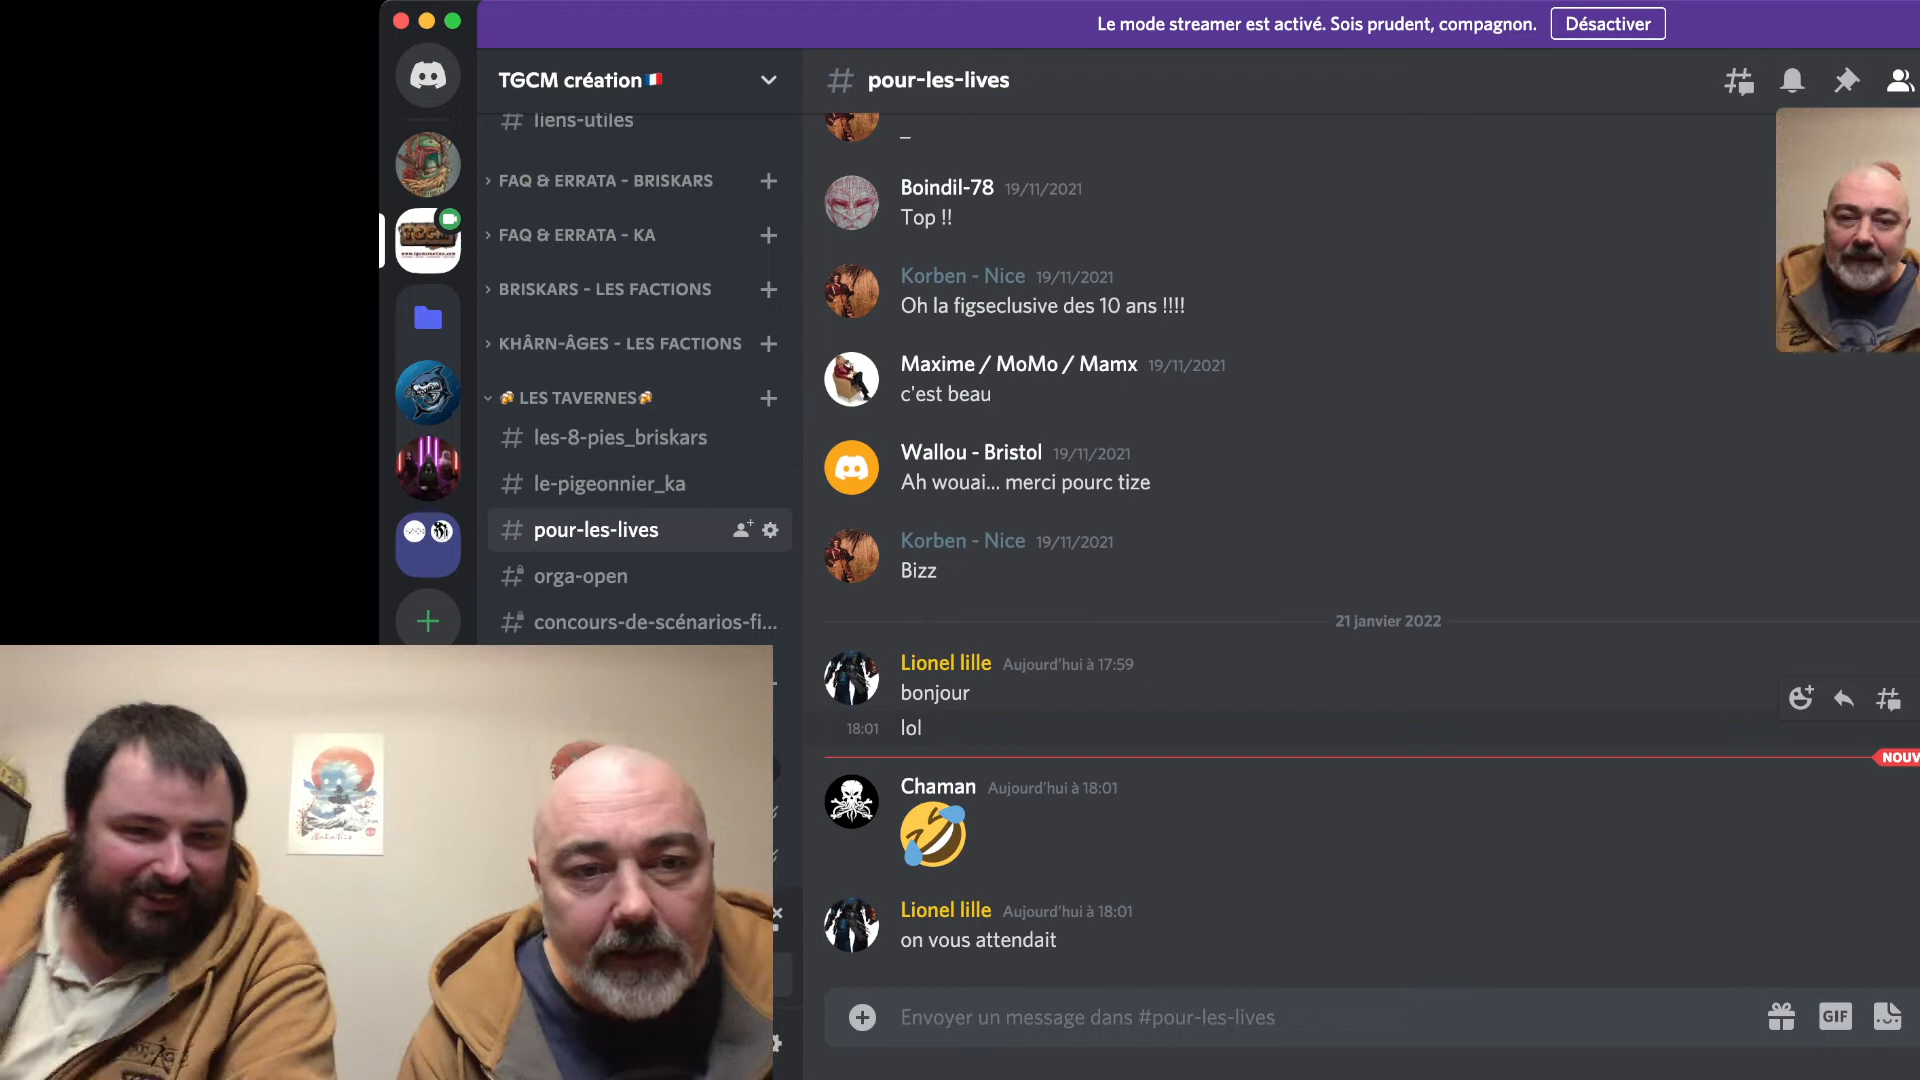 Le mode streamer est activé. Sois prudent, compagnon.
Désactiver
TGCM création
pour-les-lives
liens-utiles
FAQ & ERRATA - BRISKARS
FAQ & ERRATA - KA
BRISKARS - LES FACTIONS
KHÂRN-ÂGES - LES FACTIONS
LES TAVERNES
les-8-pies_briskars
le-pigeonnier_ka
pour-les-lives
orga-open
concours-de-scénarios-fi...
_
Boindil-78 19/11/2021
Top !!
Korben - Nice 19/11/2021
Oh la figseclusive des 10 ans !!!!
Maxime / MoMo / Mamx 19/11/2021
c'est beau
Wallou - Bristol 19/11/2021
Ah wouai... merci pourc tize
Korben - Nice 19/11/2021
Bizz
21 janvier 2022
Lionel lille Aujourd'hui à 17:59
bonjour
18:01 lol
NOUV
Chaman Aujourd'hui à 18:01
Lionel lille Aujourd'hui à 18:01
on vous attendait
Envoyer un message dans #pour-les-lives
GIF